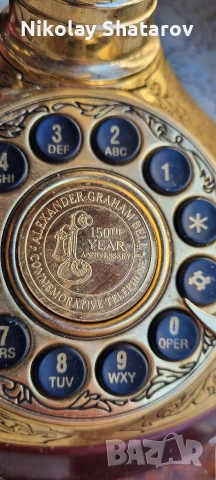 Nikolay Shatarov
3
DEF
2
ABC
1
4
GHI
ALEXANDER GRAHAM BELL
150TH
YEAR
ANNIVERSARY
COMMEMORATIVE TELEPHONE
*
#
7
RS
8
TUV
9
WXY
0
OPER
BAZAR